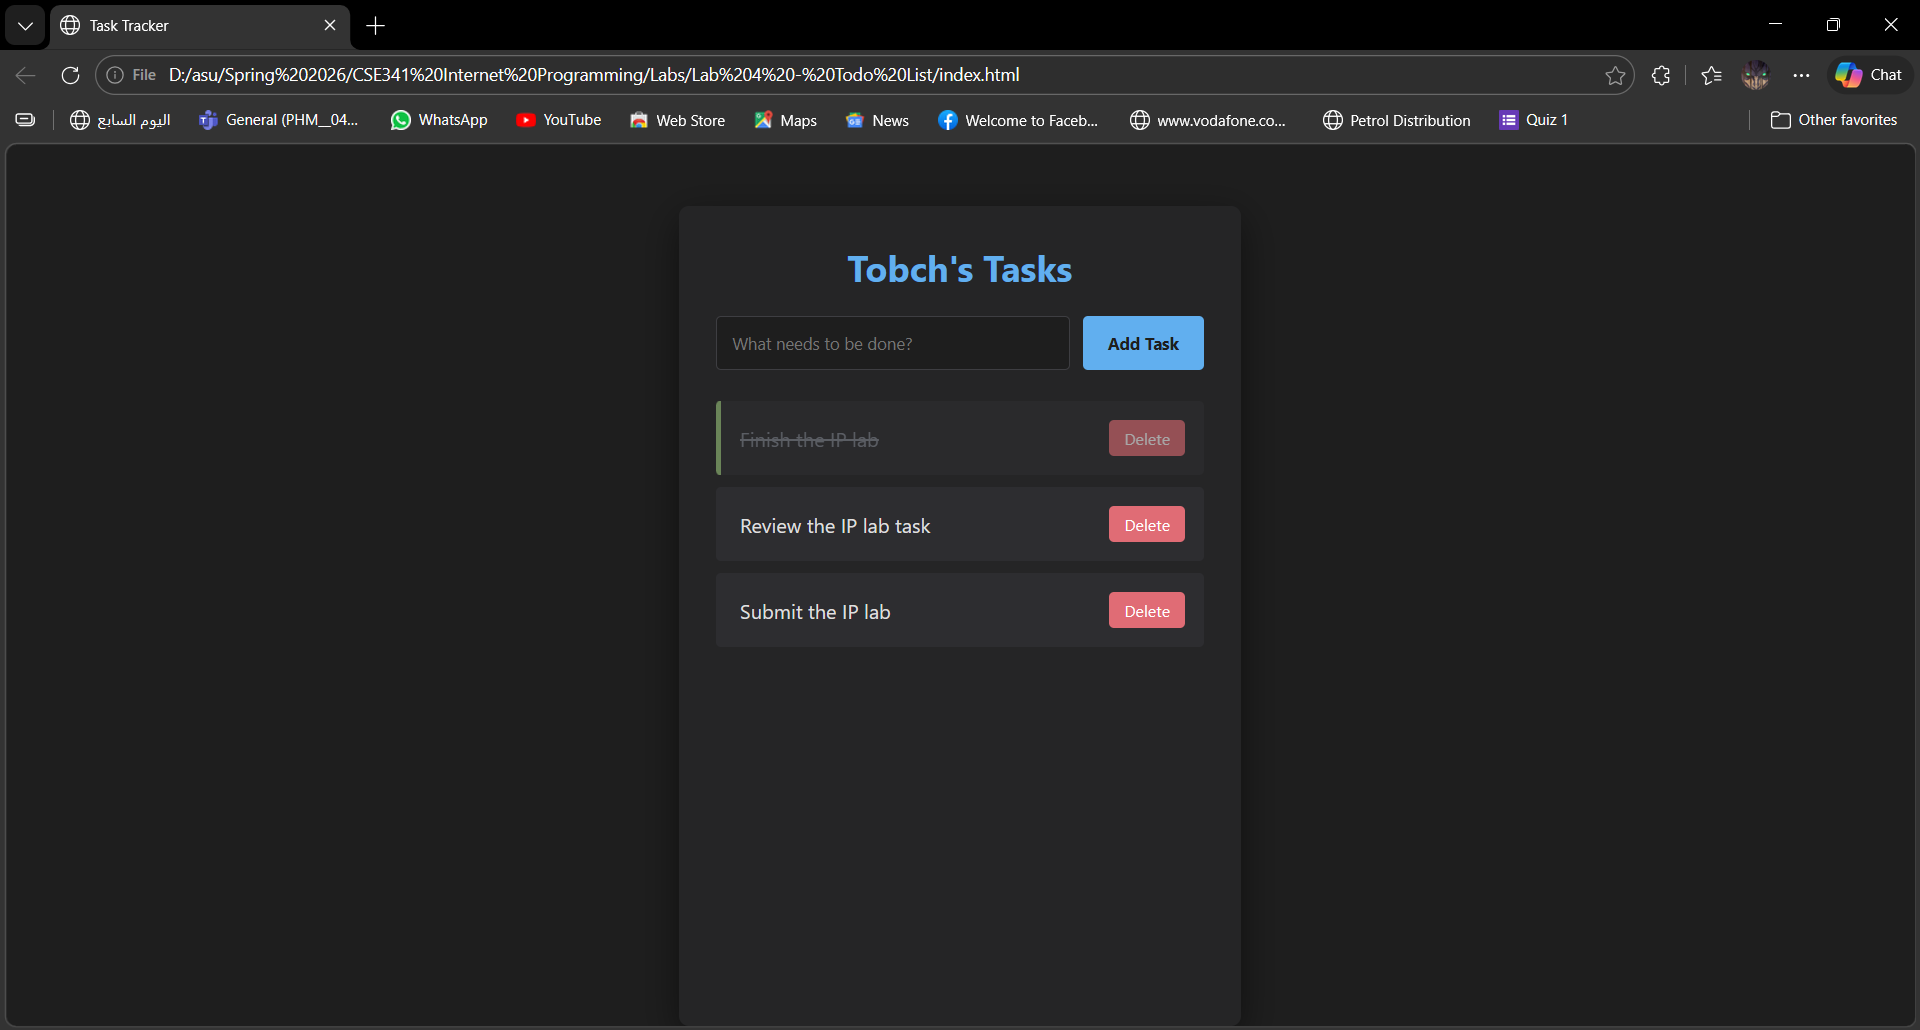 Task Tracker
File D:/asu/Spring%202026/CSE341%20Internet%20Programming/Labs/Lab%204%20-%20Todo%20List/index.html
Chat
اليوم السابع
General (PHM_04...
WhatsApp
YouTube
Web Store
Maps
News
Welcome to Faceb...
www.vodafone.co...
Petrol Distribution
Quiz 1
Other favorites
Tobch's Tasks
What needs to be done?
Add Task
Finish the IP lab
Delete
Review the IP lab task
Delete
Submit the IP lab
Delete